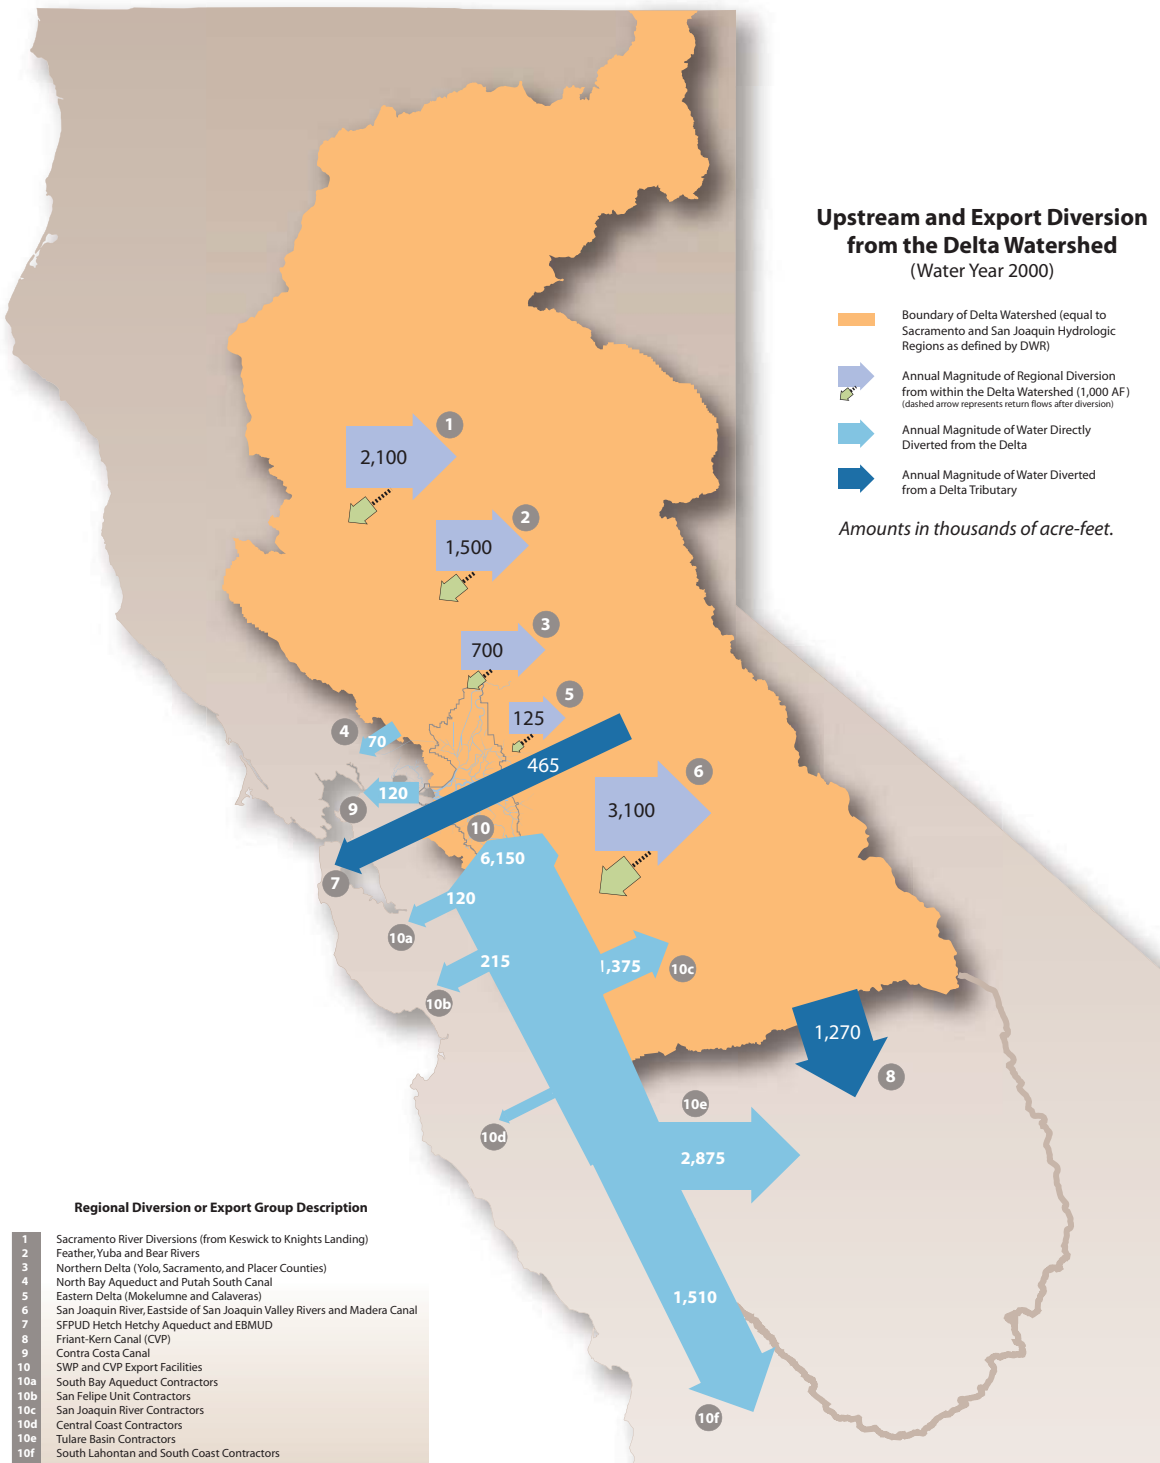 Upstream and Export Diversion
from the Delta Watershed
(Water Year 2000)
Boundary of Delta Watershed (equal to
Sacramento and San Joaquin Hydrologic
Regions as defined by DWR)
Annual Magnitude of Regional Diversion
from within the Delta Watershed (1,000 AF)
(dashed arrow represents return flows after diversion)
Annual Magnitude of Water Directly
Diverted from the Delta
Annual Magnitude of Water Diverted
from a Delta Tributary
Amounts in thousands of acre-feet.
1
2,100
2
1,500
3
700
5
125
4
70
465
6
9
120
3,100
10
6,150
7
120
10a
215
1,375
10c
10b
1,270
8
10e
10d
2,875
1,510
10f
Regional Diversion or Export Group Description
1 Sacramento River Diversions (from Keswick to Knights Landing)
2 Feather, Yuba and Bear Rivers
3 Northern Delta (Yolo, Sacramento, and Placer Counties)
4 North Bay Aqueduct and Putah South Canal
5 Eastern Delta (Mokelumne and Calaveras)
6 San Joaquin River, Eastside of San Joaquin Valley Rivers and Madera Canal
7 SFPUD Hetch Hetchy Aqueduct and EBMUD
8 Friant-Kern Canal (CVP)
9 Contra Costa Canal
10 SWP and CVP Export Facilities
10a South Bay Aqueduct Contractors
10b San Felipe Unit Contractors
10c San Joaquin River Contractors
10d Central Coast Contractors
10e Tulare Basin Contractors
10f South Lahontan and South Coast Contractors